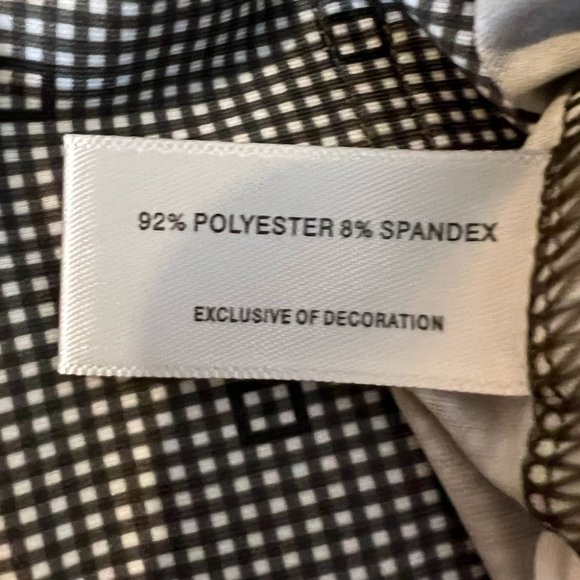 92% POLYESTER 8% SPANDEX
EXCLUSIVE OF DECORATION